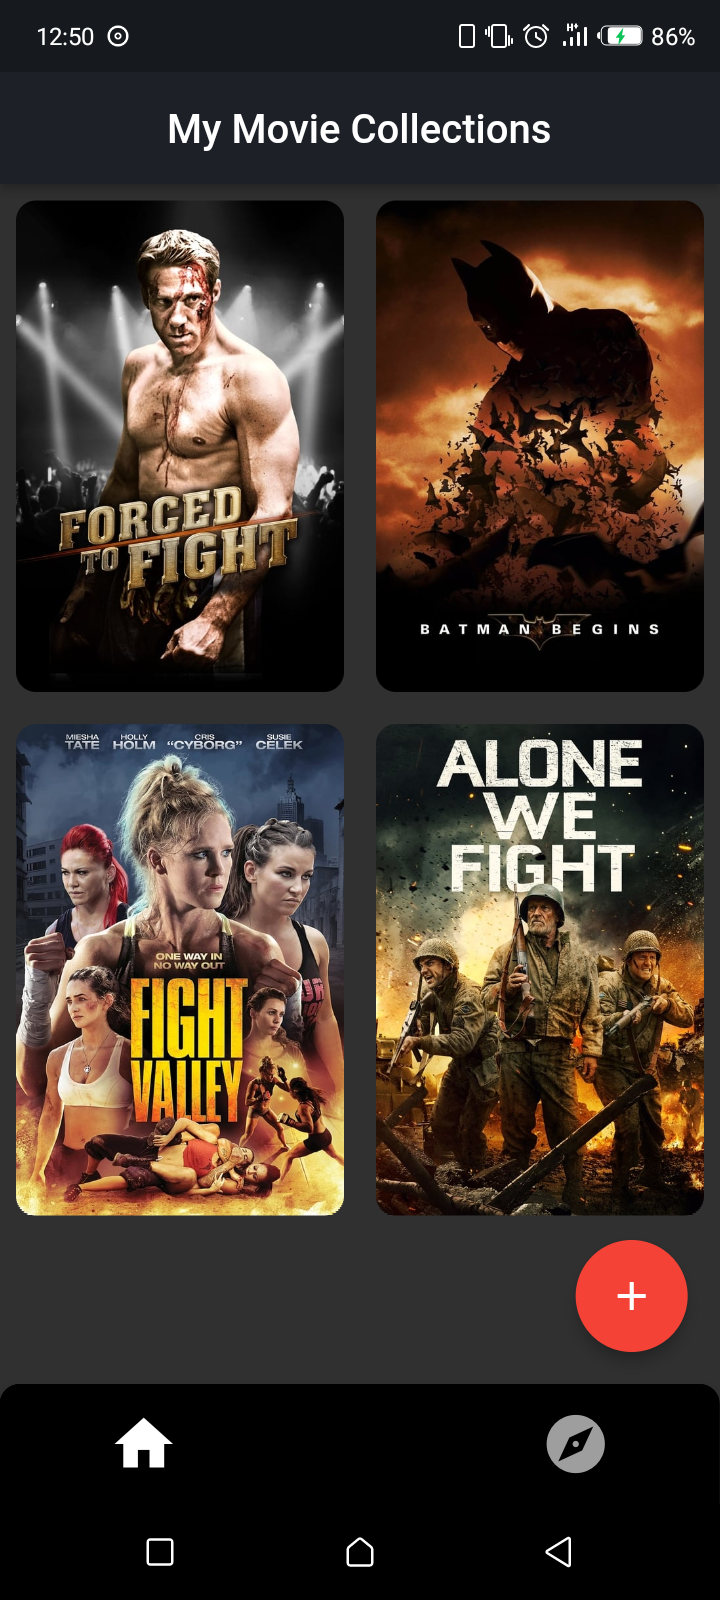 12:50
H+
86%
My Movie Collections
FORCED
TO FIGHT
BATMAN BEGINS
MIESHA TATE HOLLY HOLM CRIS "CYBORG" SUSIE CELEK
ONE WAY IN
NO WAY OUT
FIGHT
VALLEY
ALONE
WE
FIGHT